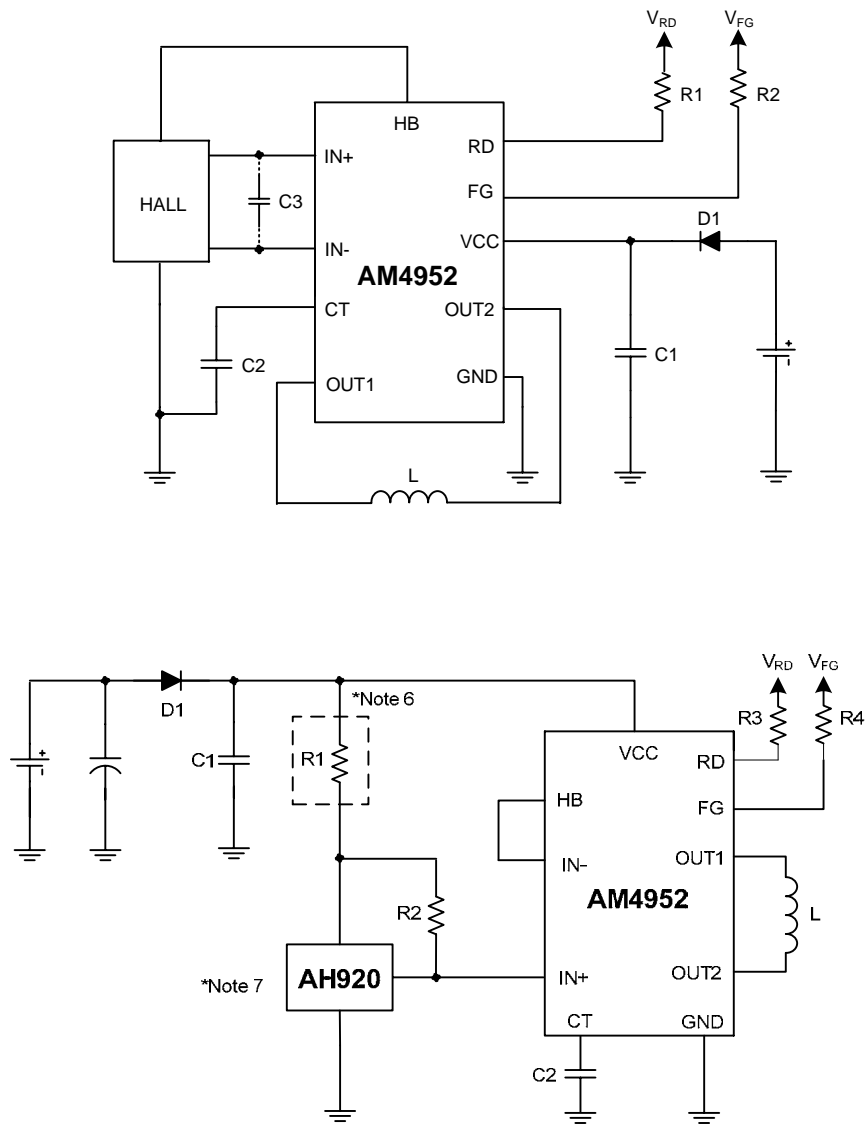 VRD
VFG
R1
R2
HB
RD
IN+
FG
HALL
C3
D1
VCC
IN-
AM4952
CT
OUT2
C2
C1
+
-
OUT1
GND
L
VRD
VFG
*Note 6
D1
R3
R4
VCC
RD
+
-
C1
R1
HB
FG
IN-
OUT1
R2
AM4952
L
*Note 7
AH920
IN+
OUT2
CT
GND
C2